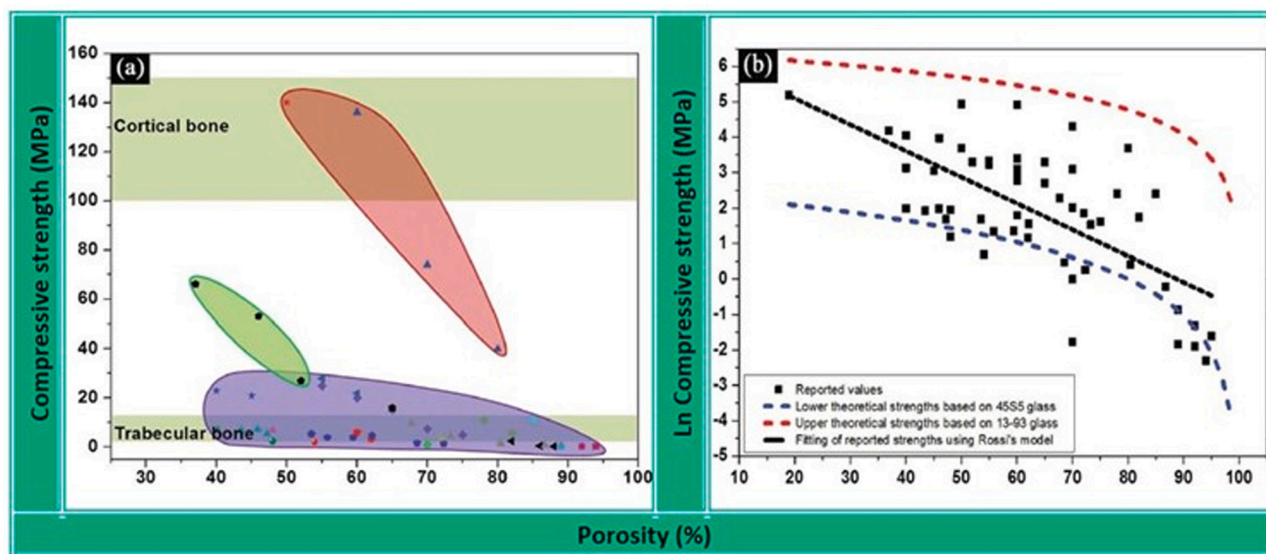 Compressive strength (MPa)
160
140
120
100
80
60
40
20
0
(a)
Cortical bone
Trabecular bone
30 40 50 60 70 80 90 100
Ln Compressive strength (MPa)
6
5
4
3
2
1
0
-1
-2
-3
-4
-5
(b)
Reported values
Lower theoretical strengths based on 45S5 glass
Upper theoretical strengths based on 13-93 glass
Fitting of reported strengths using Rossi's model
10 20 30 40 50 60 70 80 90 100
Porosity (%)